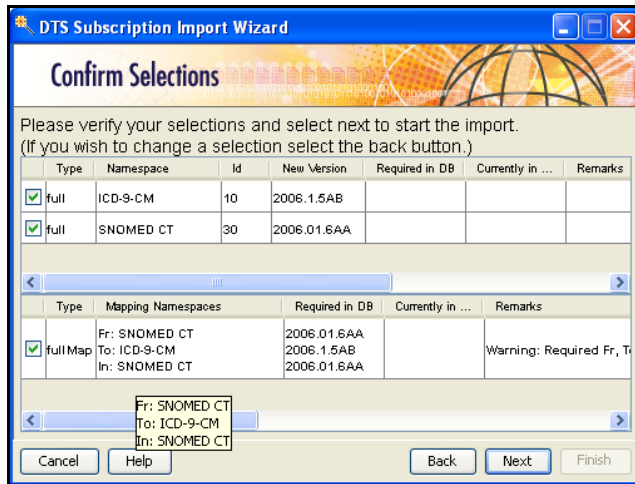 DTS Subscription Import Wizard
Confirm Selections
Please verify your selections and select next to start the import.
(If you wish to change a selection select the back button.)
Type Namespace Id New Version Required in DB Currently in ... Remarks
full ICD-9-CM 10 2006.1.5AB
full SNOMED CT 30 2006.01.6AA
Type Mapping Namespaces Required in DB Currently in ... Remarks
Fr: SNOMED CT 2006.01.6AA
full Map To: ICD-9-CM 2006.1.5AB Warning: Required Fr, T
In: SNOMED CT 2006.01.6AA
Fr: SNOMED CT
To: ICD-9-CM
In: SNOMED CT
Cancel Help Back Next Finish